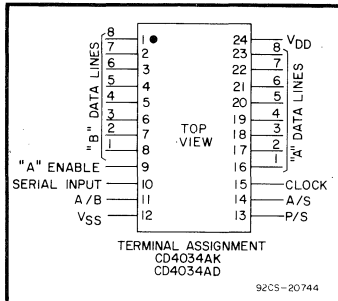 8 1 24 VDD
7 2 23 8
6 3 22 7
5 4 21 6
4 5 20 5
3 6 19 4
2 7 18 3
1 8 17 2
"A" ENABLE 9 16 1
SERIAL INPUT 10 15 CLOCK
A/B 11 14 A/S
VSS 12 13 P/S
"B" DATA LINES
TOP
VIEW
"A" DATA LINES
TERMINAL ASSIGNMENT
CD4034AK
CD4034AD
92CS-20744